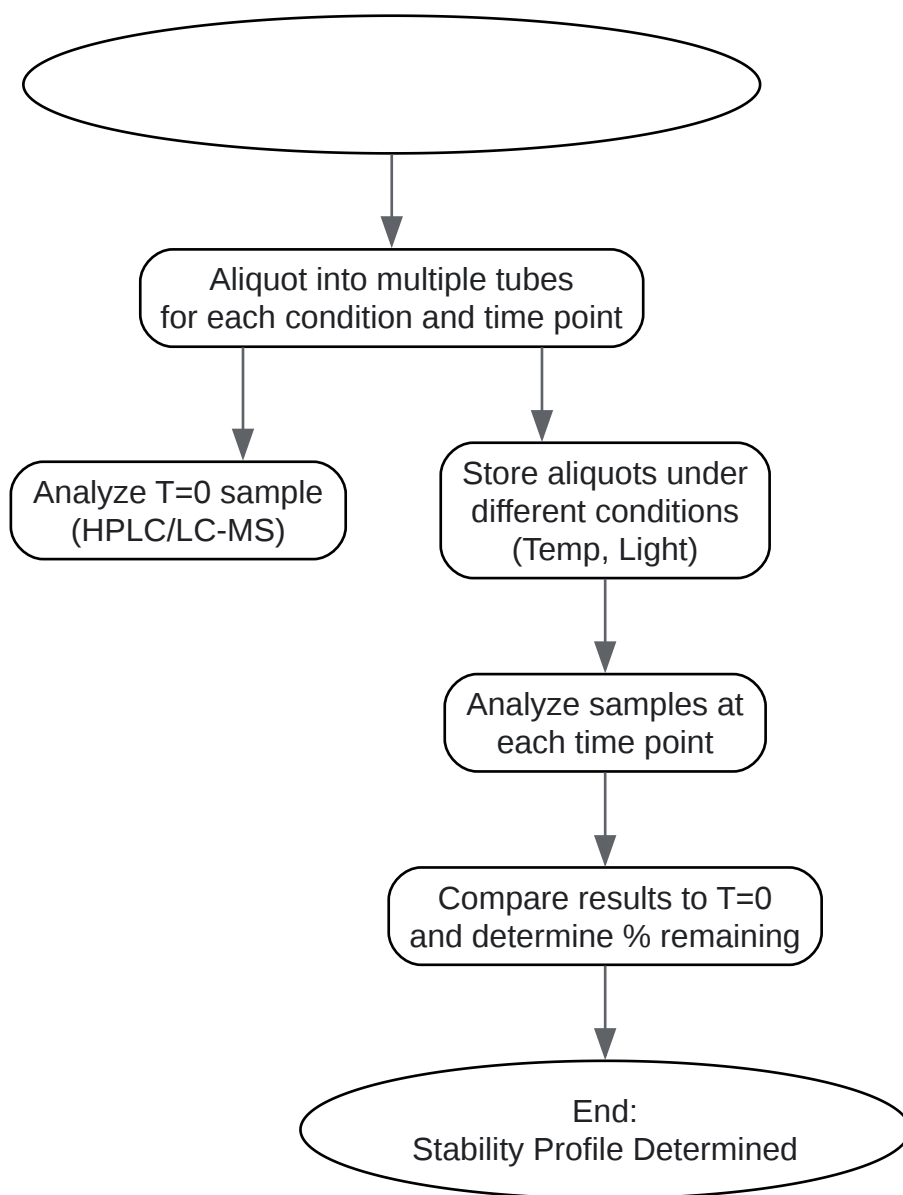 Aliquot into multiple tubes
for each condition and time point
Analyze T=0 sample
(HPLC/LC-MS)
Store aliquots under
different conditions
(Temp, Light)
Analyze samples at
each time point
Compare results to T=0
and determine % remaining
End:
Stability Profile Determined